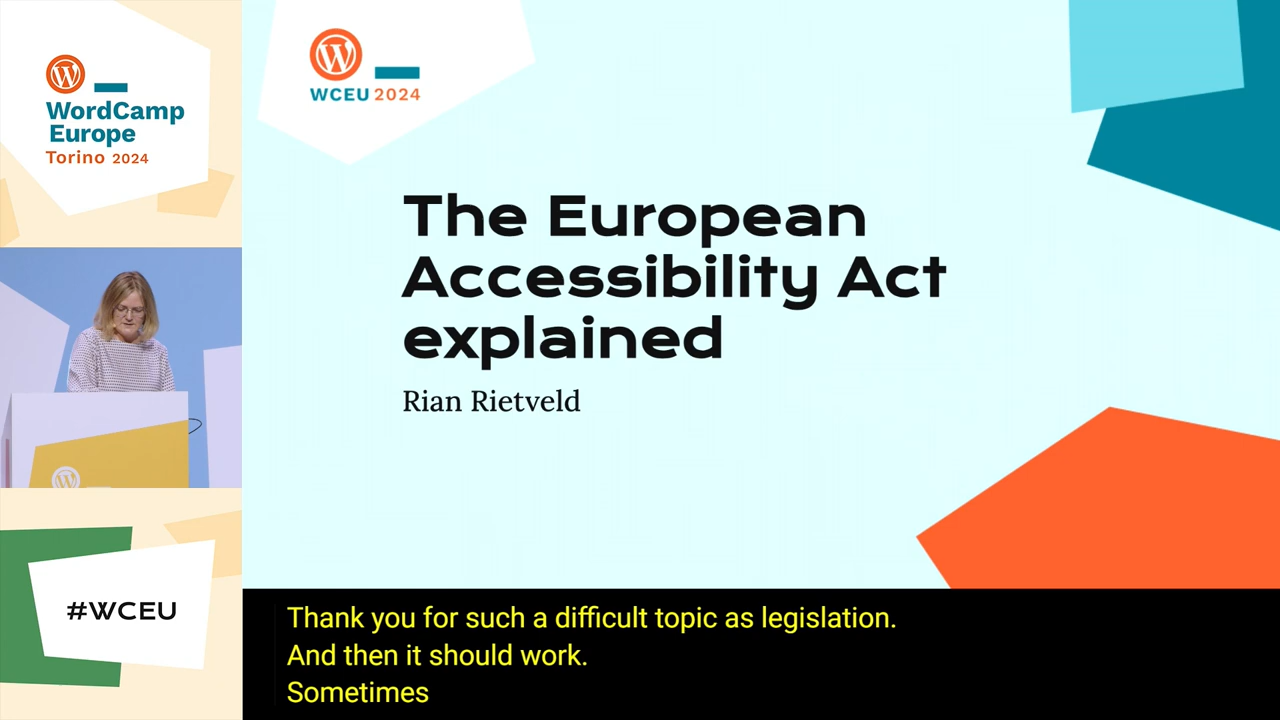 WordCamp
Europe
Torino 2024
#WCEU
WCEU 2024
The European
Accessibility Act
explained
Rian Rietveld
Thank you for such a difficult topic as legislation.
And then it should work.
Sometimes